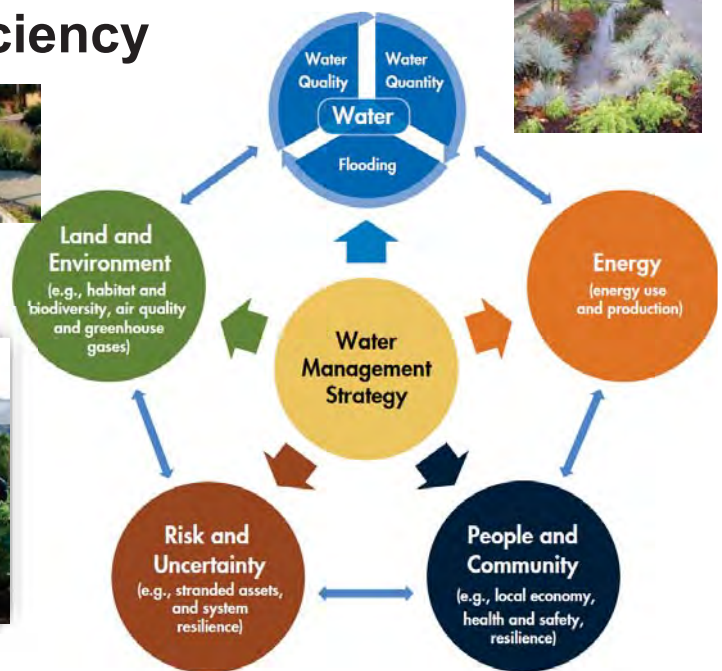 ciency
Water
Quality
Water
Quantity
Water
Flooding
Land and
Environment
(e.g., habitat and
biodiversity, air quality
and greenhouse
gases)
Energy
(energy use
and production)
Water
Management
Strategy
Risk and
Uncertainty
(e.g., stranded assets,
and system
resilience)
People and
Community
(e.g., local economy,
health and safety,
resilience)